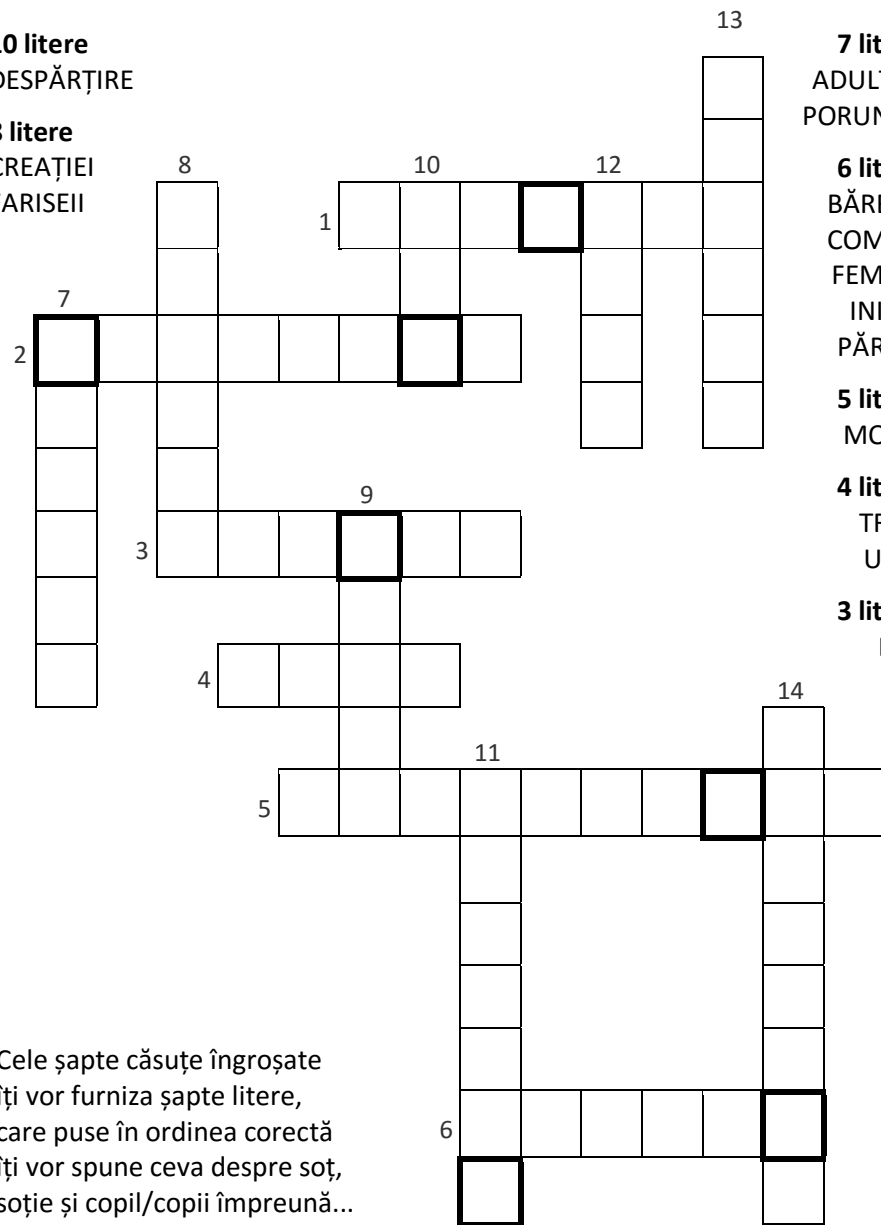 10 litere
DESPĂRȚIRE
8 litere
CREAȚIEI
FARISEII
13
7 lit
ADULT
PORUN
6 lit
COM
FEM
PĂR
5 lit
MO
4 lit
U
3 lit
8
10
12
1
7
2
9
3
4
14
11
5
6
Cele șapte căsuțe îngroșate
îți vor furniza șapte litere,
care puse în ordinea corectă
îți vor spune ceva despre soț,
soție și copil/copii împreună...